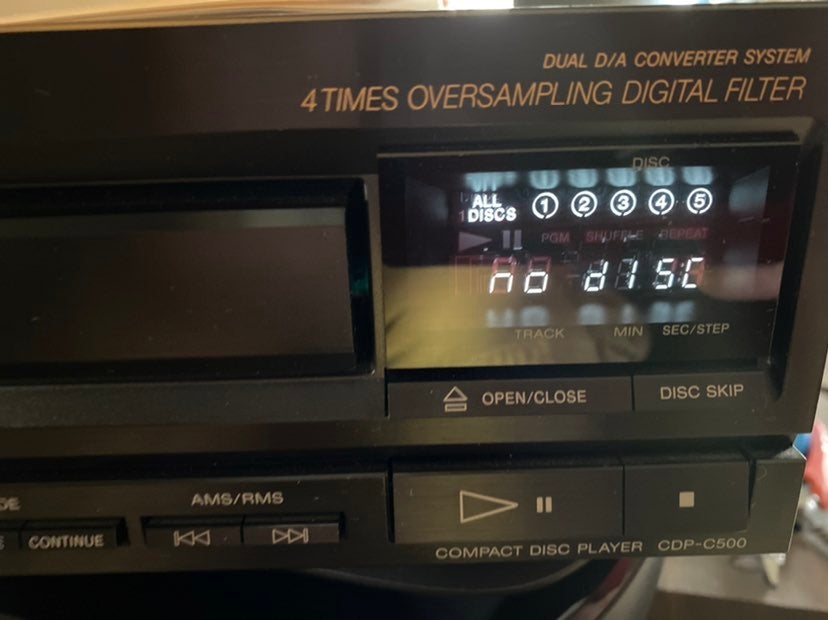 DUAL D/A CONVERTER SYSTEM
4 TIMES OVERSAMPLING DIGITAL FILTER
DISC
ALL DISCS 1 2 3 4 5
PGM SHUFFLE REPEAT
no diSC
TRACK MIN SEC/STEP
OPEN/CLOSE DISC SKIP
AMS/RMS
CONTINUE
COMPACT DISC PLAYER CDP-C500